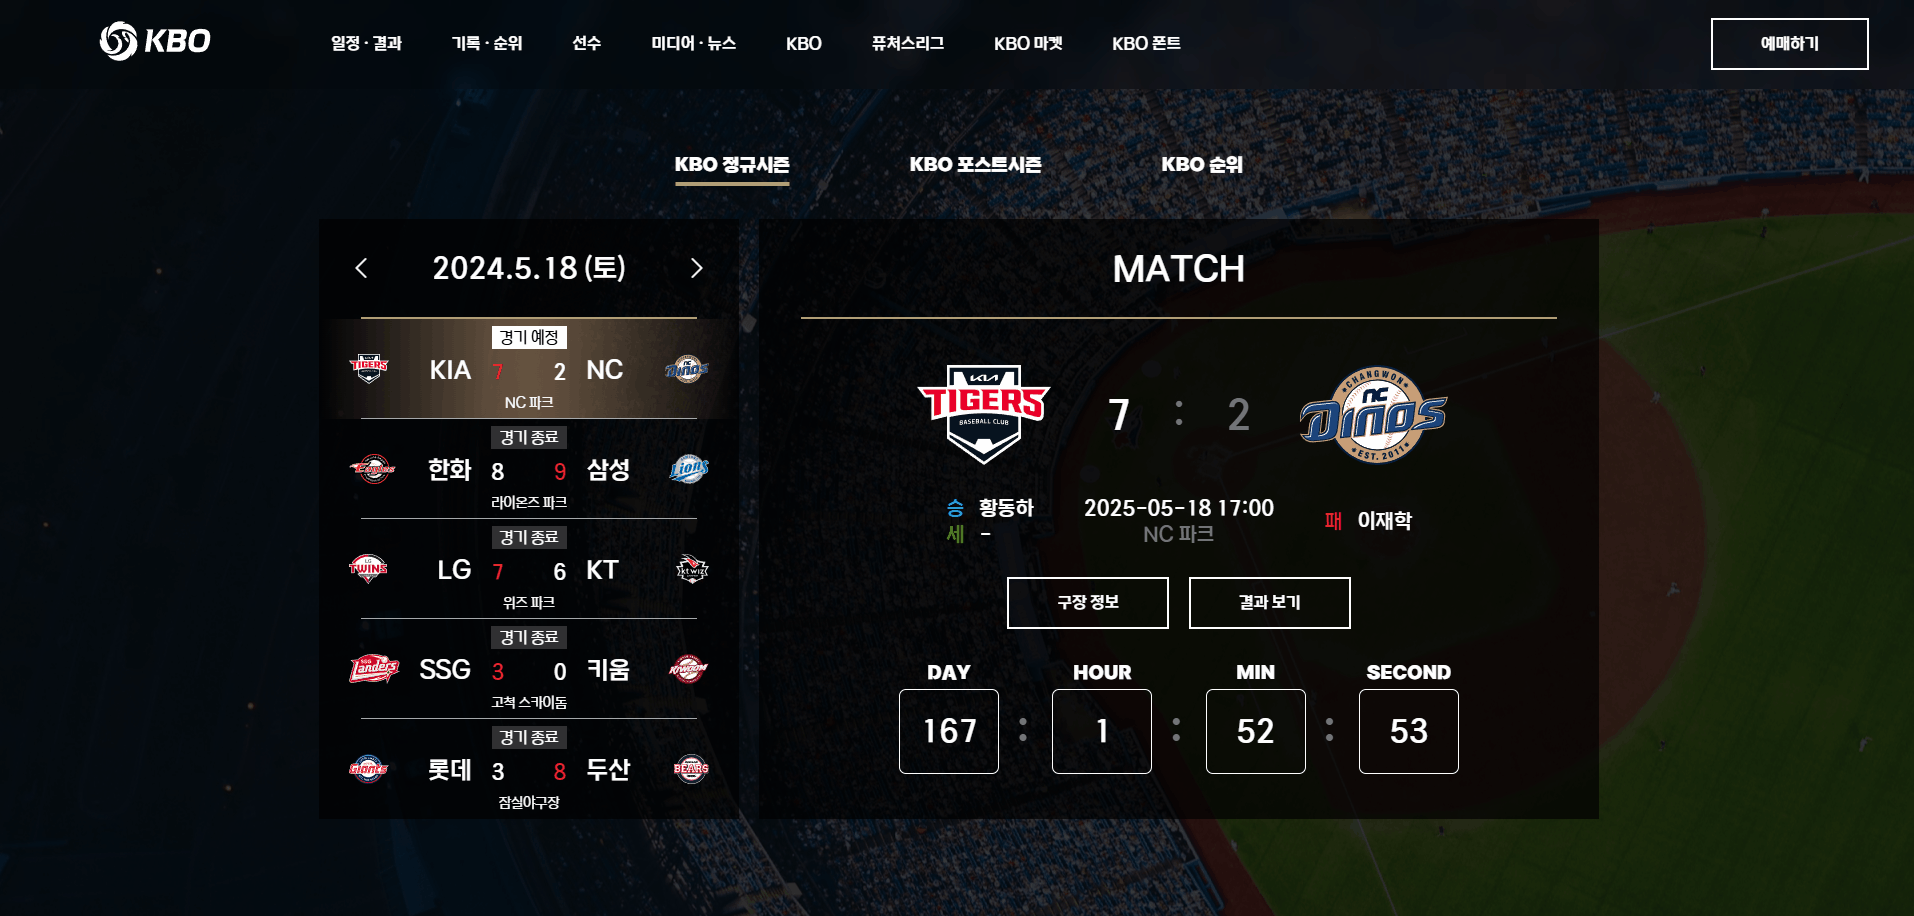 KBO
일정 · 결과
기록 · 순위
선수
미디어 · 뉴스
KBO
퓨처스리그
KBO 마켓
KBO 폰트
예매하기
KBO 정규시즌
KBO 포스트시즌
KBO 순위
2024.5.18 (토)
경기 예정
TIGERS
KIA 7 2 NC
NC DINOS
NC 파크
경기 종료
Eagles
한화 8 9 삼성
Lions
라이온즈 파크
경기 종료
LG TWINS
LG 7 6 KT
kt wiz
위즈 파크
경기 종료
SSG Landers
SSG 3 0 키움
KIWOOM
고척 스카이돔
경기 종료
GIANTS
롯데 3 8 두산
BEARS
잠실야구장
MATCH
KIA
TIGERS
BASEBALL CLUB
7 : 2
CHANGWON
NC
DINOS
EST. 2011
승 황동하
세 -
2025-05-18 17:00
NC 파크
패 이재학
구장 정보
결과 보기
DAY HOUR MIN SECOND
167 : 1 : 52 : 53